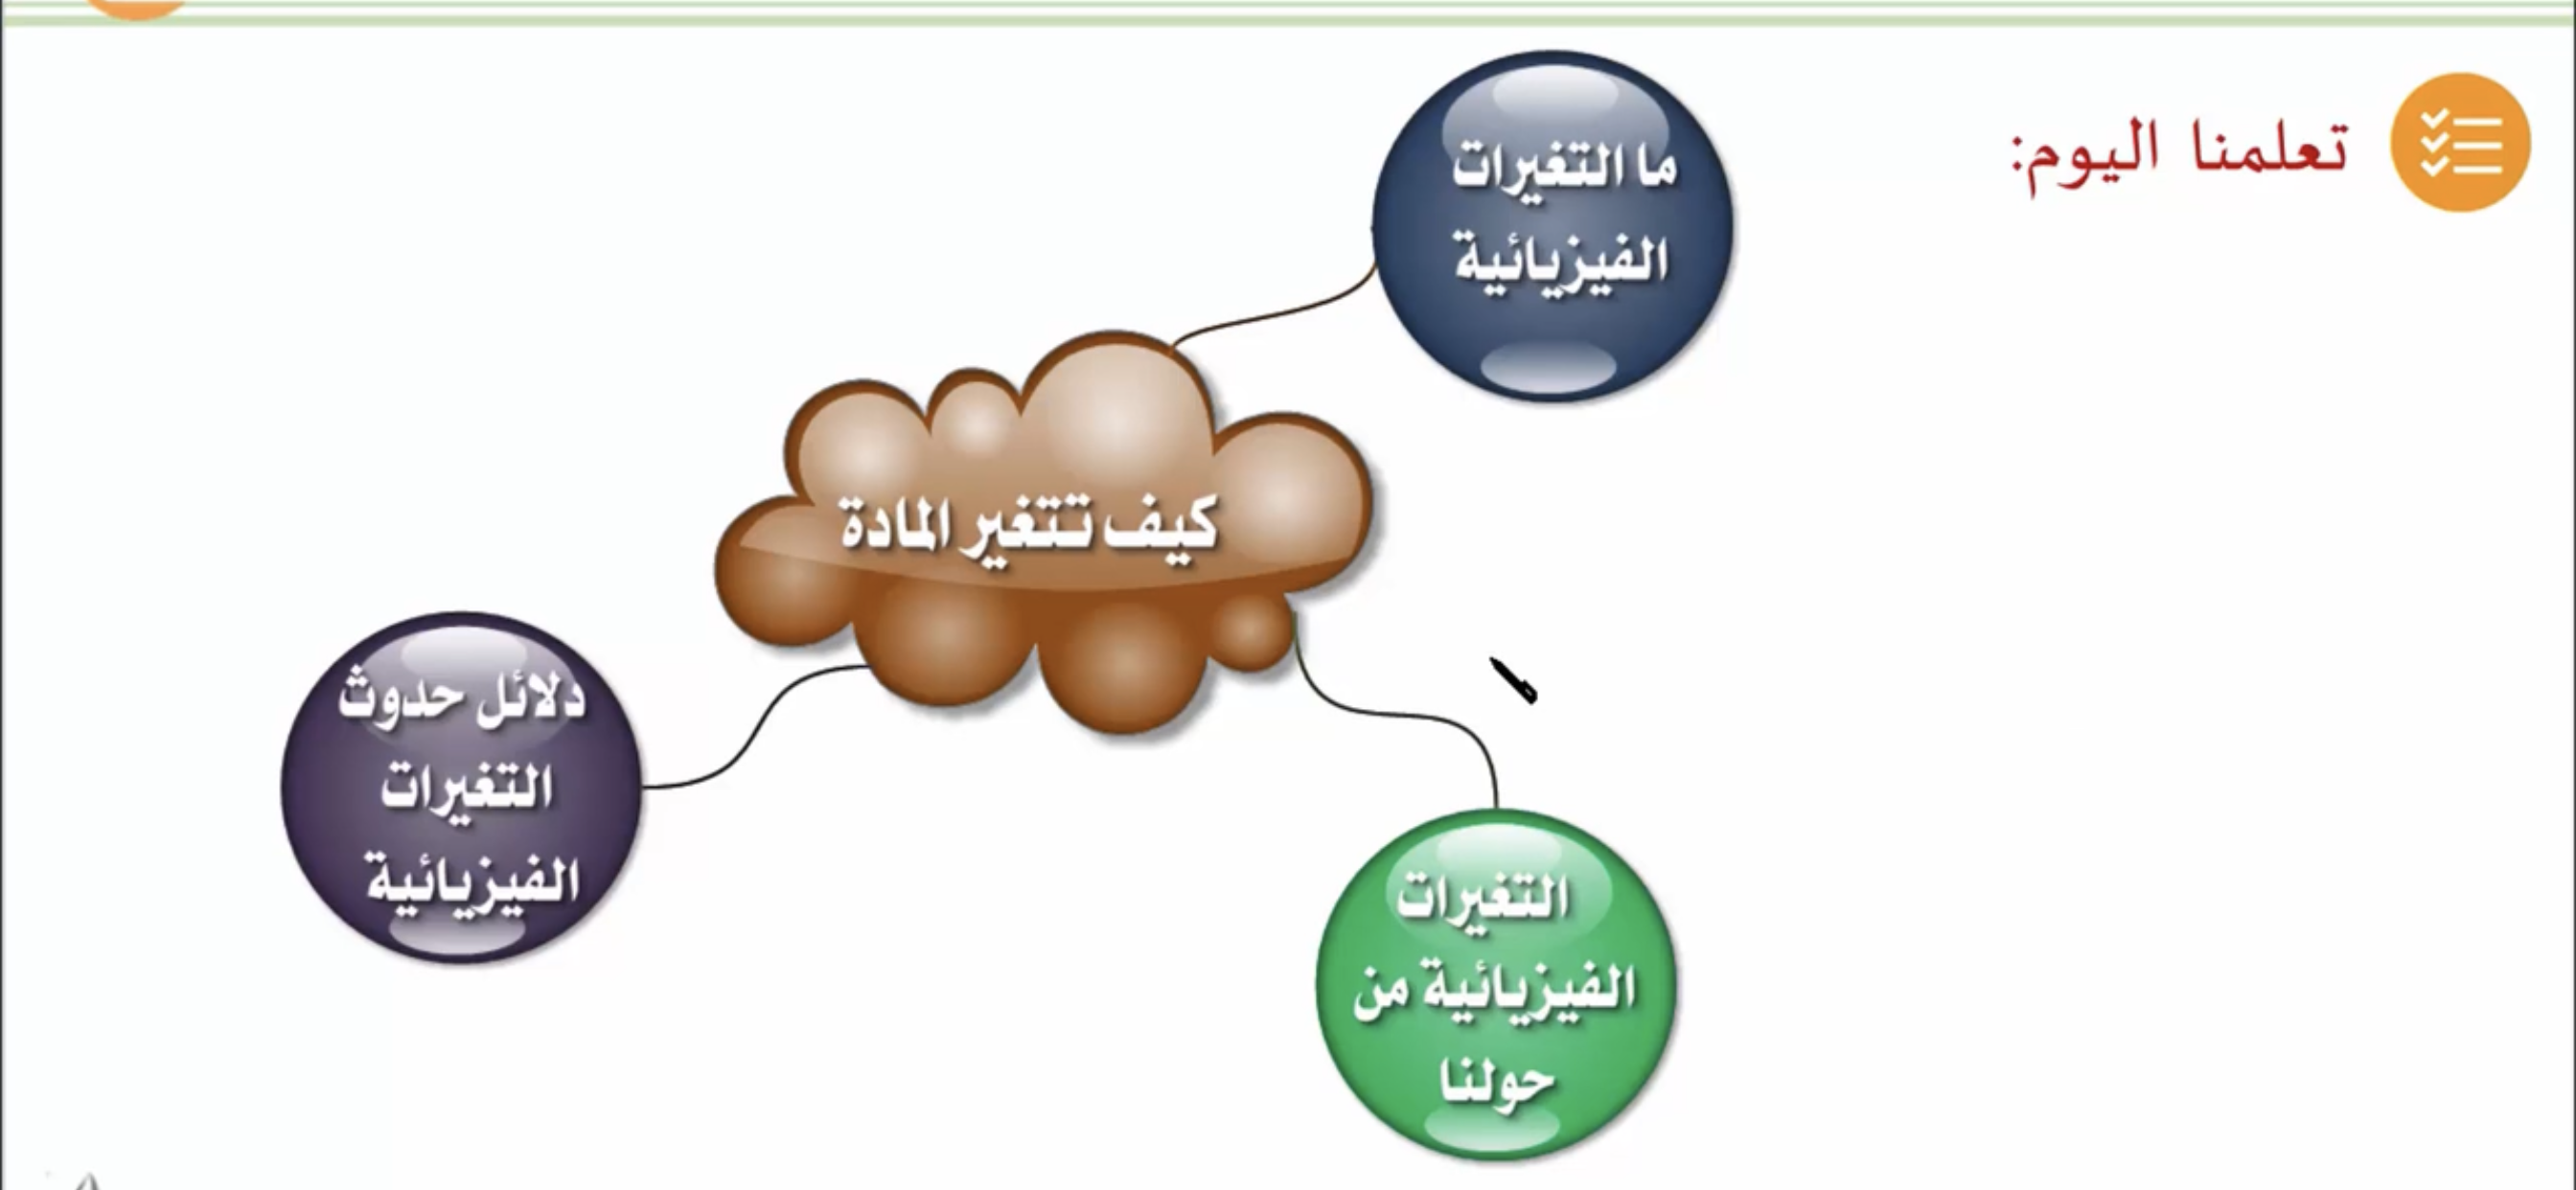 تعلمنا اليوم:
ما التغيرات
الفيزيائية
كيف تتغير المادة
دلائل حدوث
التغيرات
الفيزيائية
التغيرات
الفيزيائية من
حولنا